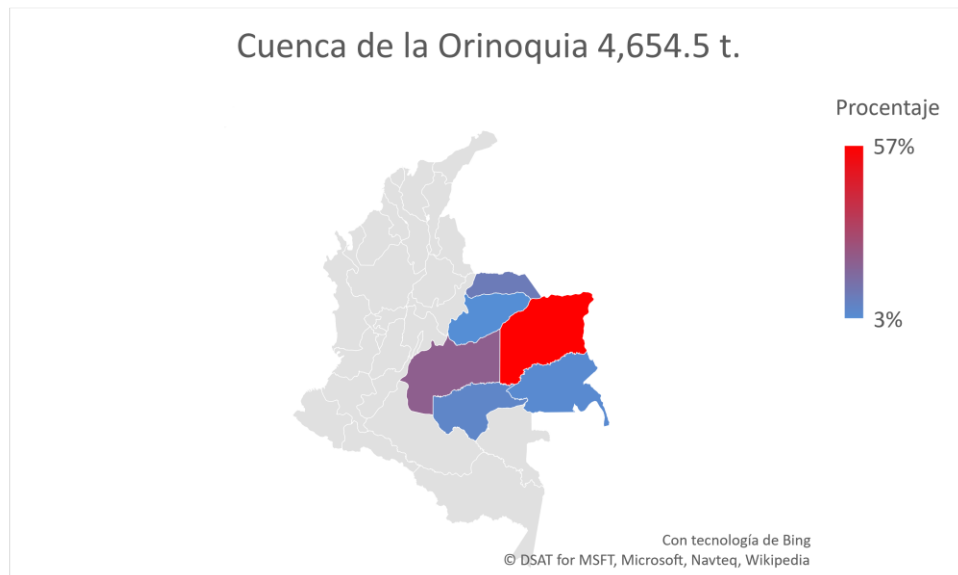 Cuenca de la Orinoquia 4,654.5 t.
Procentaje
57%
3%
Con tecnología de Bing
© DSAT for MSFT, Microsoft, Navteq, Wikipedia